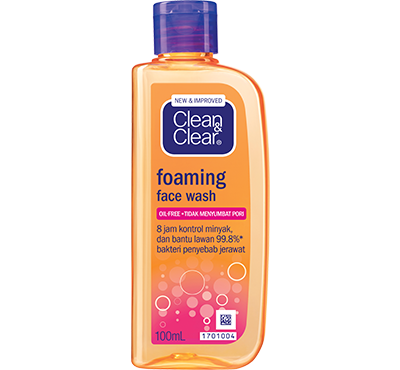 NEW & IMPROVED
Clean
&
Clear®
foaming
face wash
OIL-FREE • TIDAK MENYUMBAT PORI
8 jam kontrol minyak,
dan bantu lawan 99.8%*
bakteri penyebab jerawat
100mL
1701004